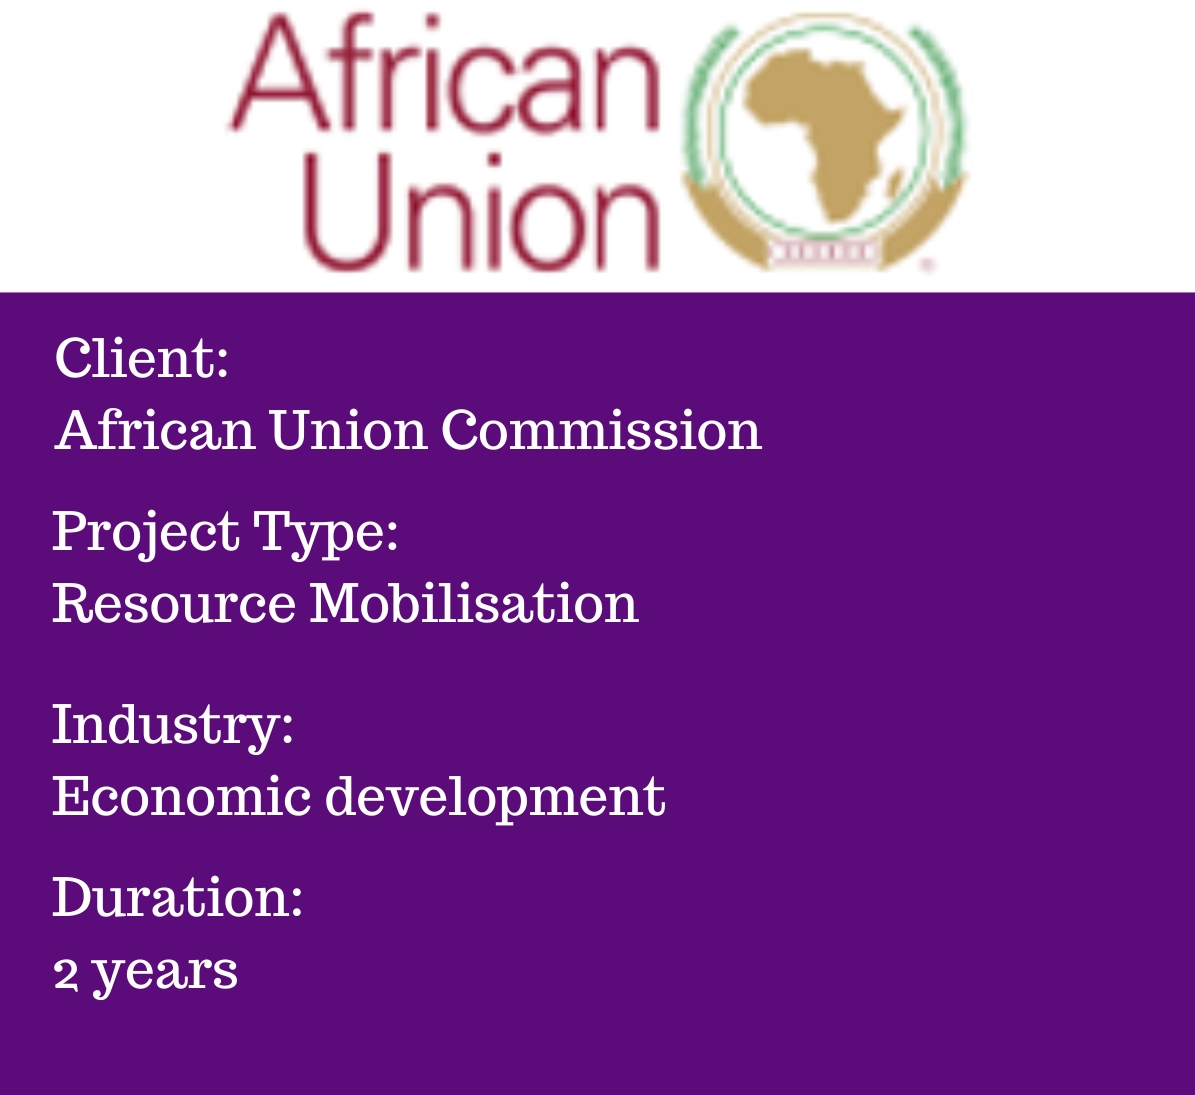 African
Union
Client:
African Union Commission
Project Type:
Resource Mobilisation
Industry:
Economic development
Duration:
2 years